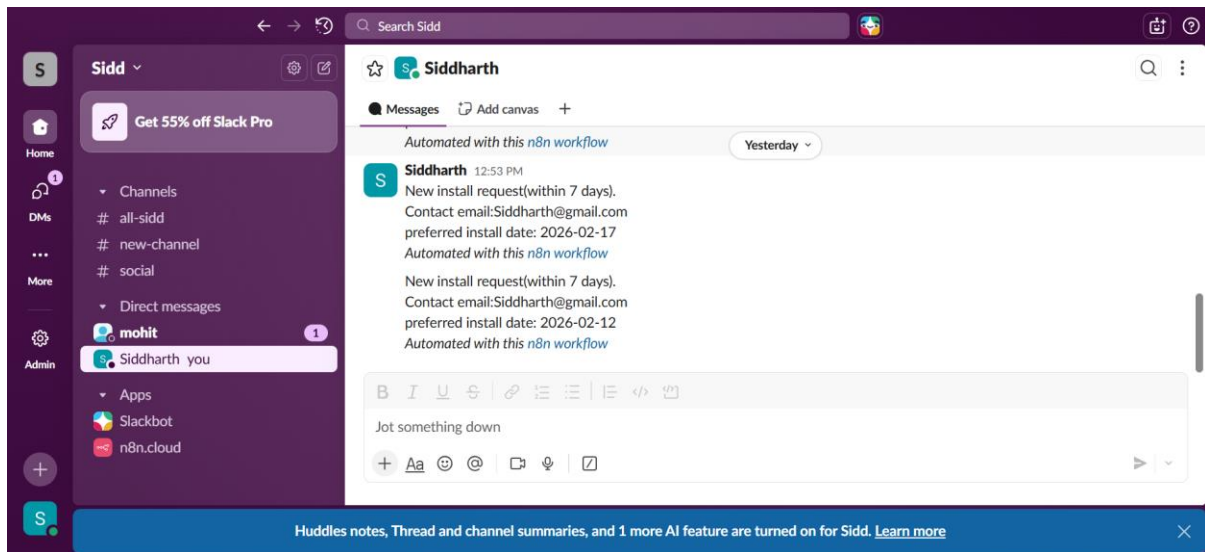 Search Sidd
S
Sidd
Get 55% off Slack Pro
Home
1
DMs
More
Admin
Channels
# all-sidd
# new-channel
# social
Direct messages
mohit 1
S Siddharth you
Apps
Slackbot
n8n.cloud
S
S Siddharth
Messages Add canvas +
Automated with this n8n workflow
Yesterday
S
Siddharth 12:53 PM
New install request(within 7 days).
Contact email:Siddharth@gmail.com
preferred install date: 2026-02-17
Automated with this n8n workflow
New install request(within 7 days).
Contact email:Siddharth@gmail.com
preferred install date: 2026-02-12
Automated with this n8n workflow
B I U S
Jot something down
+ Aa @
Huddles notes, Thread and channel summaries, and 1 more AI feature are turned on for Sidd. Learn more